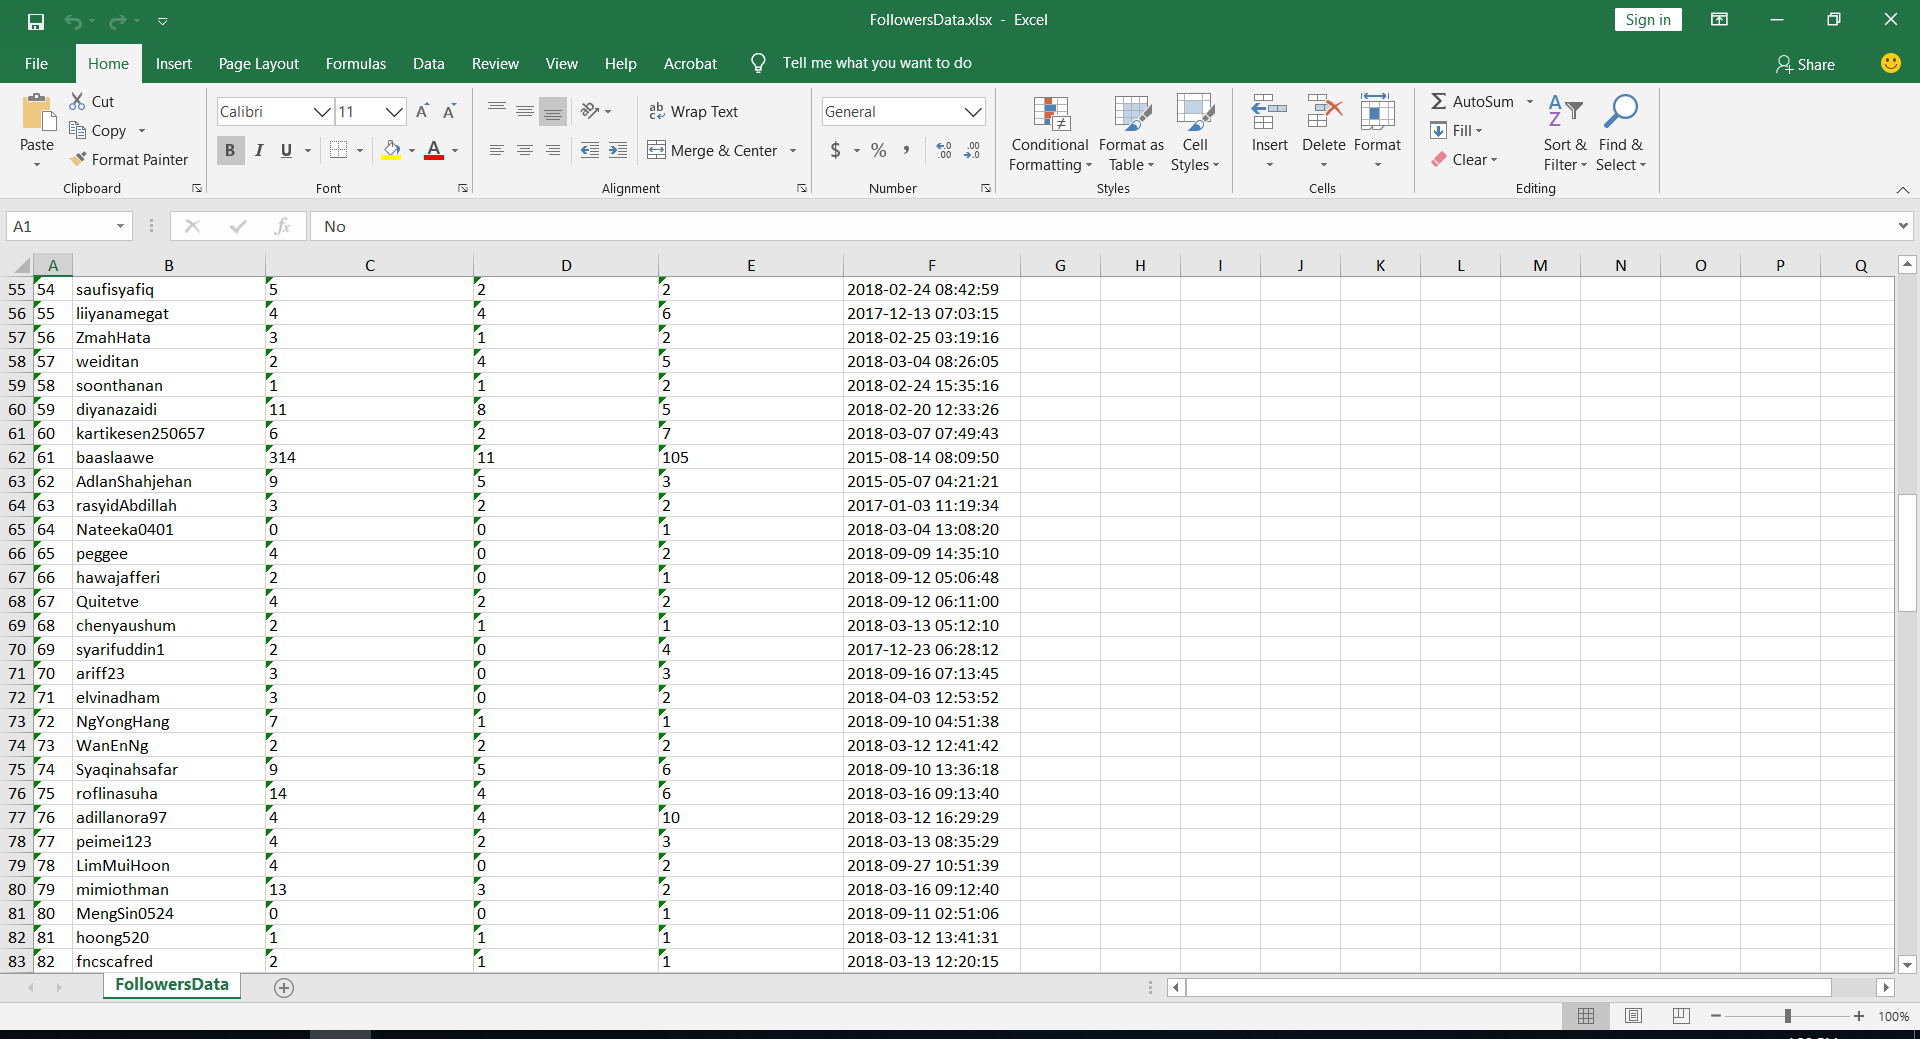 FollowersData.xlsx - Excel
Sign in
File Home Insert Page Layout Formulas Data Review View Help Acrobat Tell me what you want to do Share
Paste
Cut
Copy
Format Painter
Clipboard
Calibri 11
B I U
Font
Wrap Text
Merge & Center
Alignment
General
$ % ,
Number
Conditional Formatting
Format as Table
Cell Styles
Styles
Insert Delete Format
Cells
AutoSum
Fill
Clear
Sort & Filter
Find & Select
Editing
A1 fx No
A B C D E F G H I J K L M N O P Q
55 54 saufisyafiq 5 2 2 2018-02-24 08:42:59
56 55 liiyanamegat 4 4 6 2017-12-13 07:03:15
57 56 ZmahHata 3 1 2 2018-02-25 03:19:16
58 57 weiditan 2 4 5 2018-03-04 08:26:05
59 58 soonthanan 1 1 2 2018-02-24 15:35:16
60 59 diyanazaidi 11 8 5 2018-02-20 12:33:26
61 60 kartikesen250657 6 2 7 2018-03-07 07:49:43
62 61 baaslaawe 314 11 105 2015-08-14 08:09:50
63 62 AdlanShahjehan 9 5 3 2015-05-07 04:21:21
64 63 rasyidAbdillah 3 2 2 2017-01-03 11:19:34
65 64 Nateeka0401 0 0 1 2018-03-04 13:08:20
66 65 peggee 4 0 2 2018-09-09 14:35:10
67 66 hawajafferi 2 0 1 2018-09-12 05:06:48
68 67 Quitetve 4 2 2 2018-09-12 06:11:00
69 68 chenyaushum 2 1 1 2018-03-13 05:12:10
70 69 syarifuddin1 2 0 4 2017-12-23 06:28:12
71 70 ariff23 3 0 3 2018-09-16 07:13:45
72 71 elvinadham 3 0 2 2018-04-03 12:53:52
73 72 NgYongHang 7 1 1 2018-09-10 04:51:38
74 73 WanEnNg 2 2 2 2018-03-12 12:41:42
75 74 Syaqinahsafar 9 5 6 2018-09-10 13:36:18
76 75 roflinasuha 14 4 6 2018-03-16 09:13:40
77 76 adillanora97 4 4 10 2018-03-12 16:29:29
78 77 peimei123 4 2 3 2018-03-13 08:35:29
79 78 LimMuiHoon 4 0 2 2018-09-27 10:51:39
80 79 mimiothman 13 3 2 2018-03-16 09:12:40
81 80 MengSin0524 0 0 1 2018-09-11 02:51:06
82 81 hoong520 1 1 1 2018-03-12 13:41:31
83 82 fncscafred 2 1 1 2018-03-13 12:20:15
FollowersData
100%